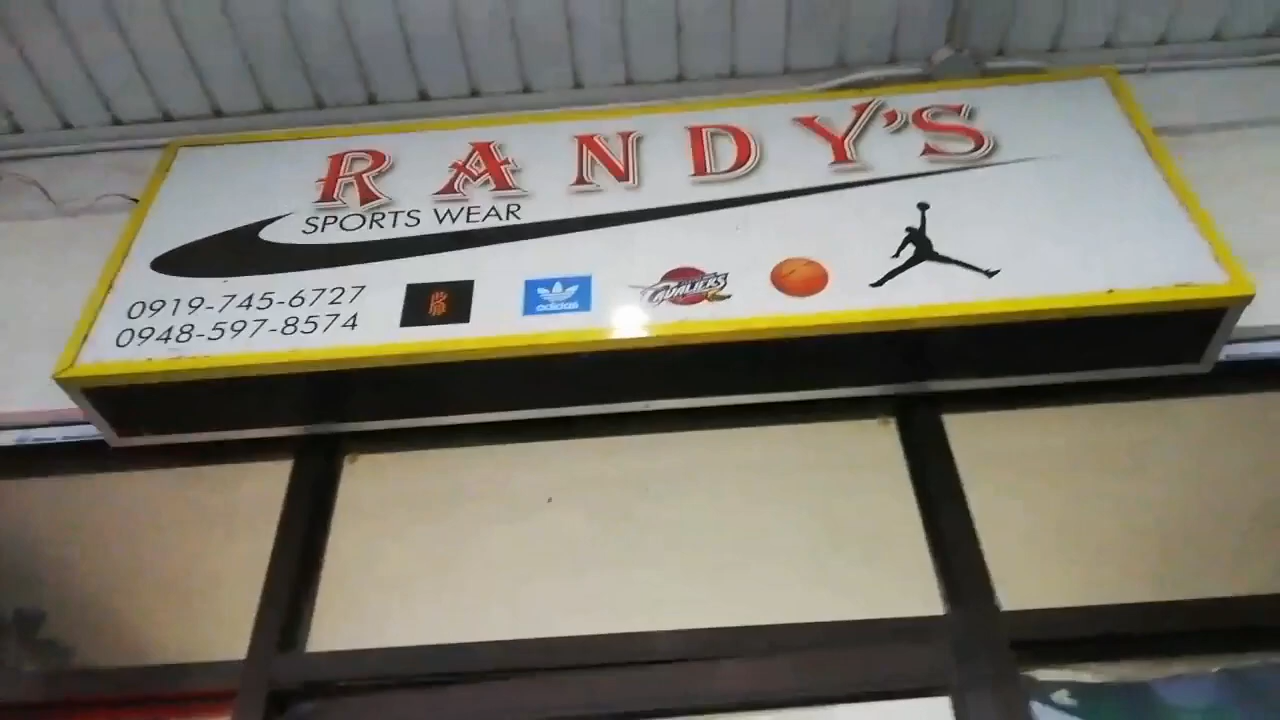 RANDY'S
SPORTS WEAR
0919-745-6727
0948-597-8574
adidas
CAVALIERS